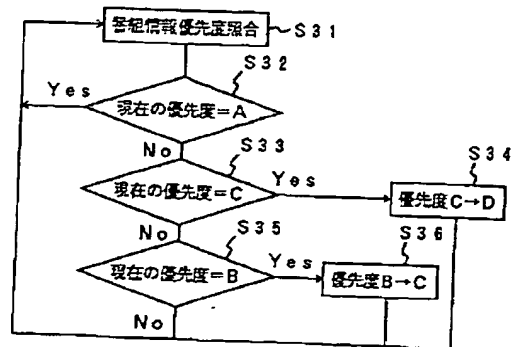 番組情報優先度照合
S31
S32
Yes
現在の優先度=A
No
S33
S34
Yes
現在の優先度=C
優先度C→D
No
S35
S36
Yes
現在の優先度=B
優先度B→C
No